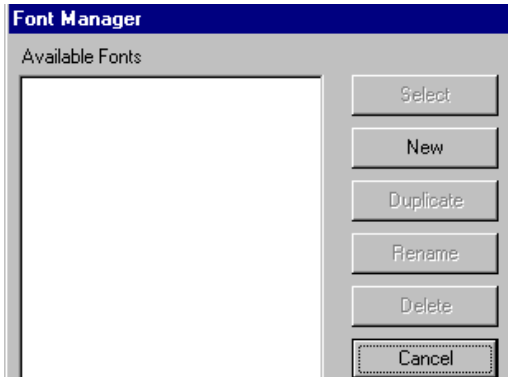 Font Manager
Available Fonts
Select
New
Duplicate
Rename
Delete
Cancel